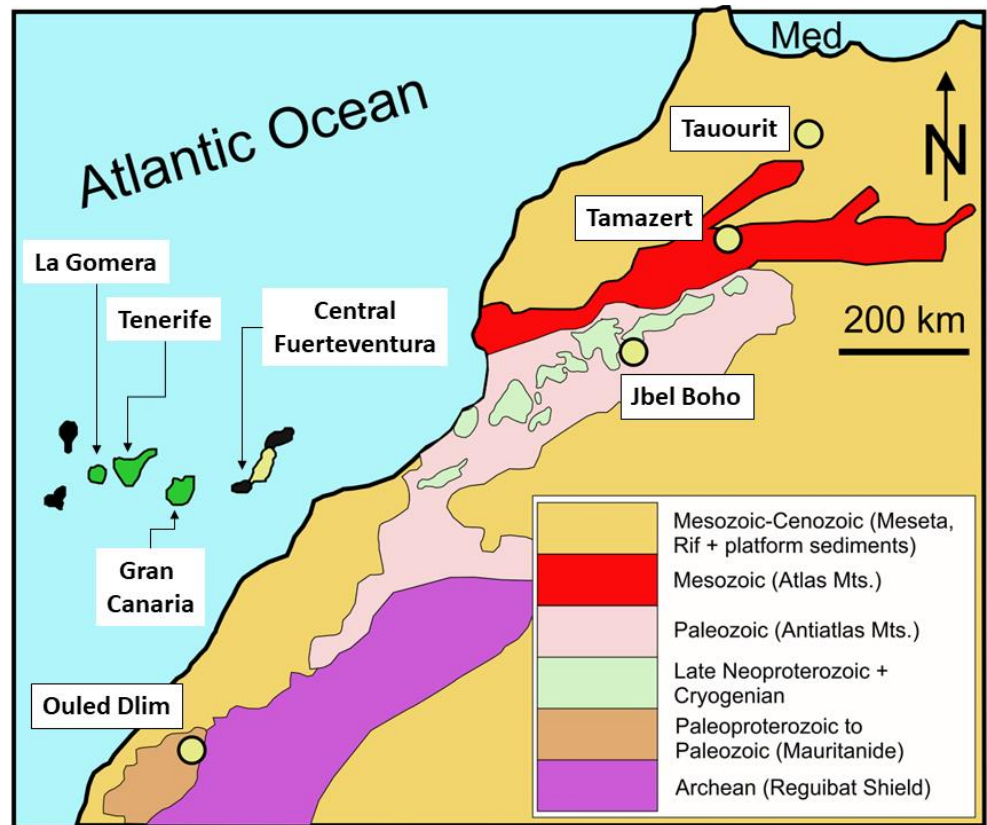 Med
Atlantic Ocean
Tauourit
N
Tamazert
La Gomera
Tenerife
Central
Fuerteventura
200 km
Jbel Boho
Gran
Canaria
Ouled Dlim
Mesozoic-Cenozoic (Meseta,
Rif + platform sediments)
Mesozoic (Atlas Mts.)
Paleozoic (Antiatlas Mts.)
Late Neoproterozoic +
Cryogenian
Paleoproterozoic to
Paleozoic (Mauritanide)
Archean (Reguibat Shield)